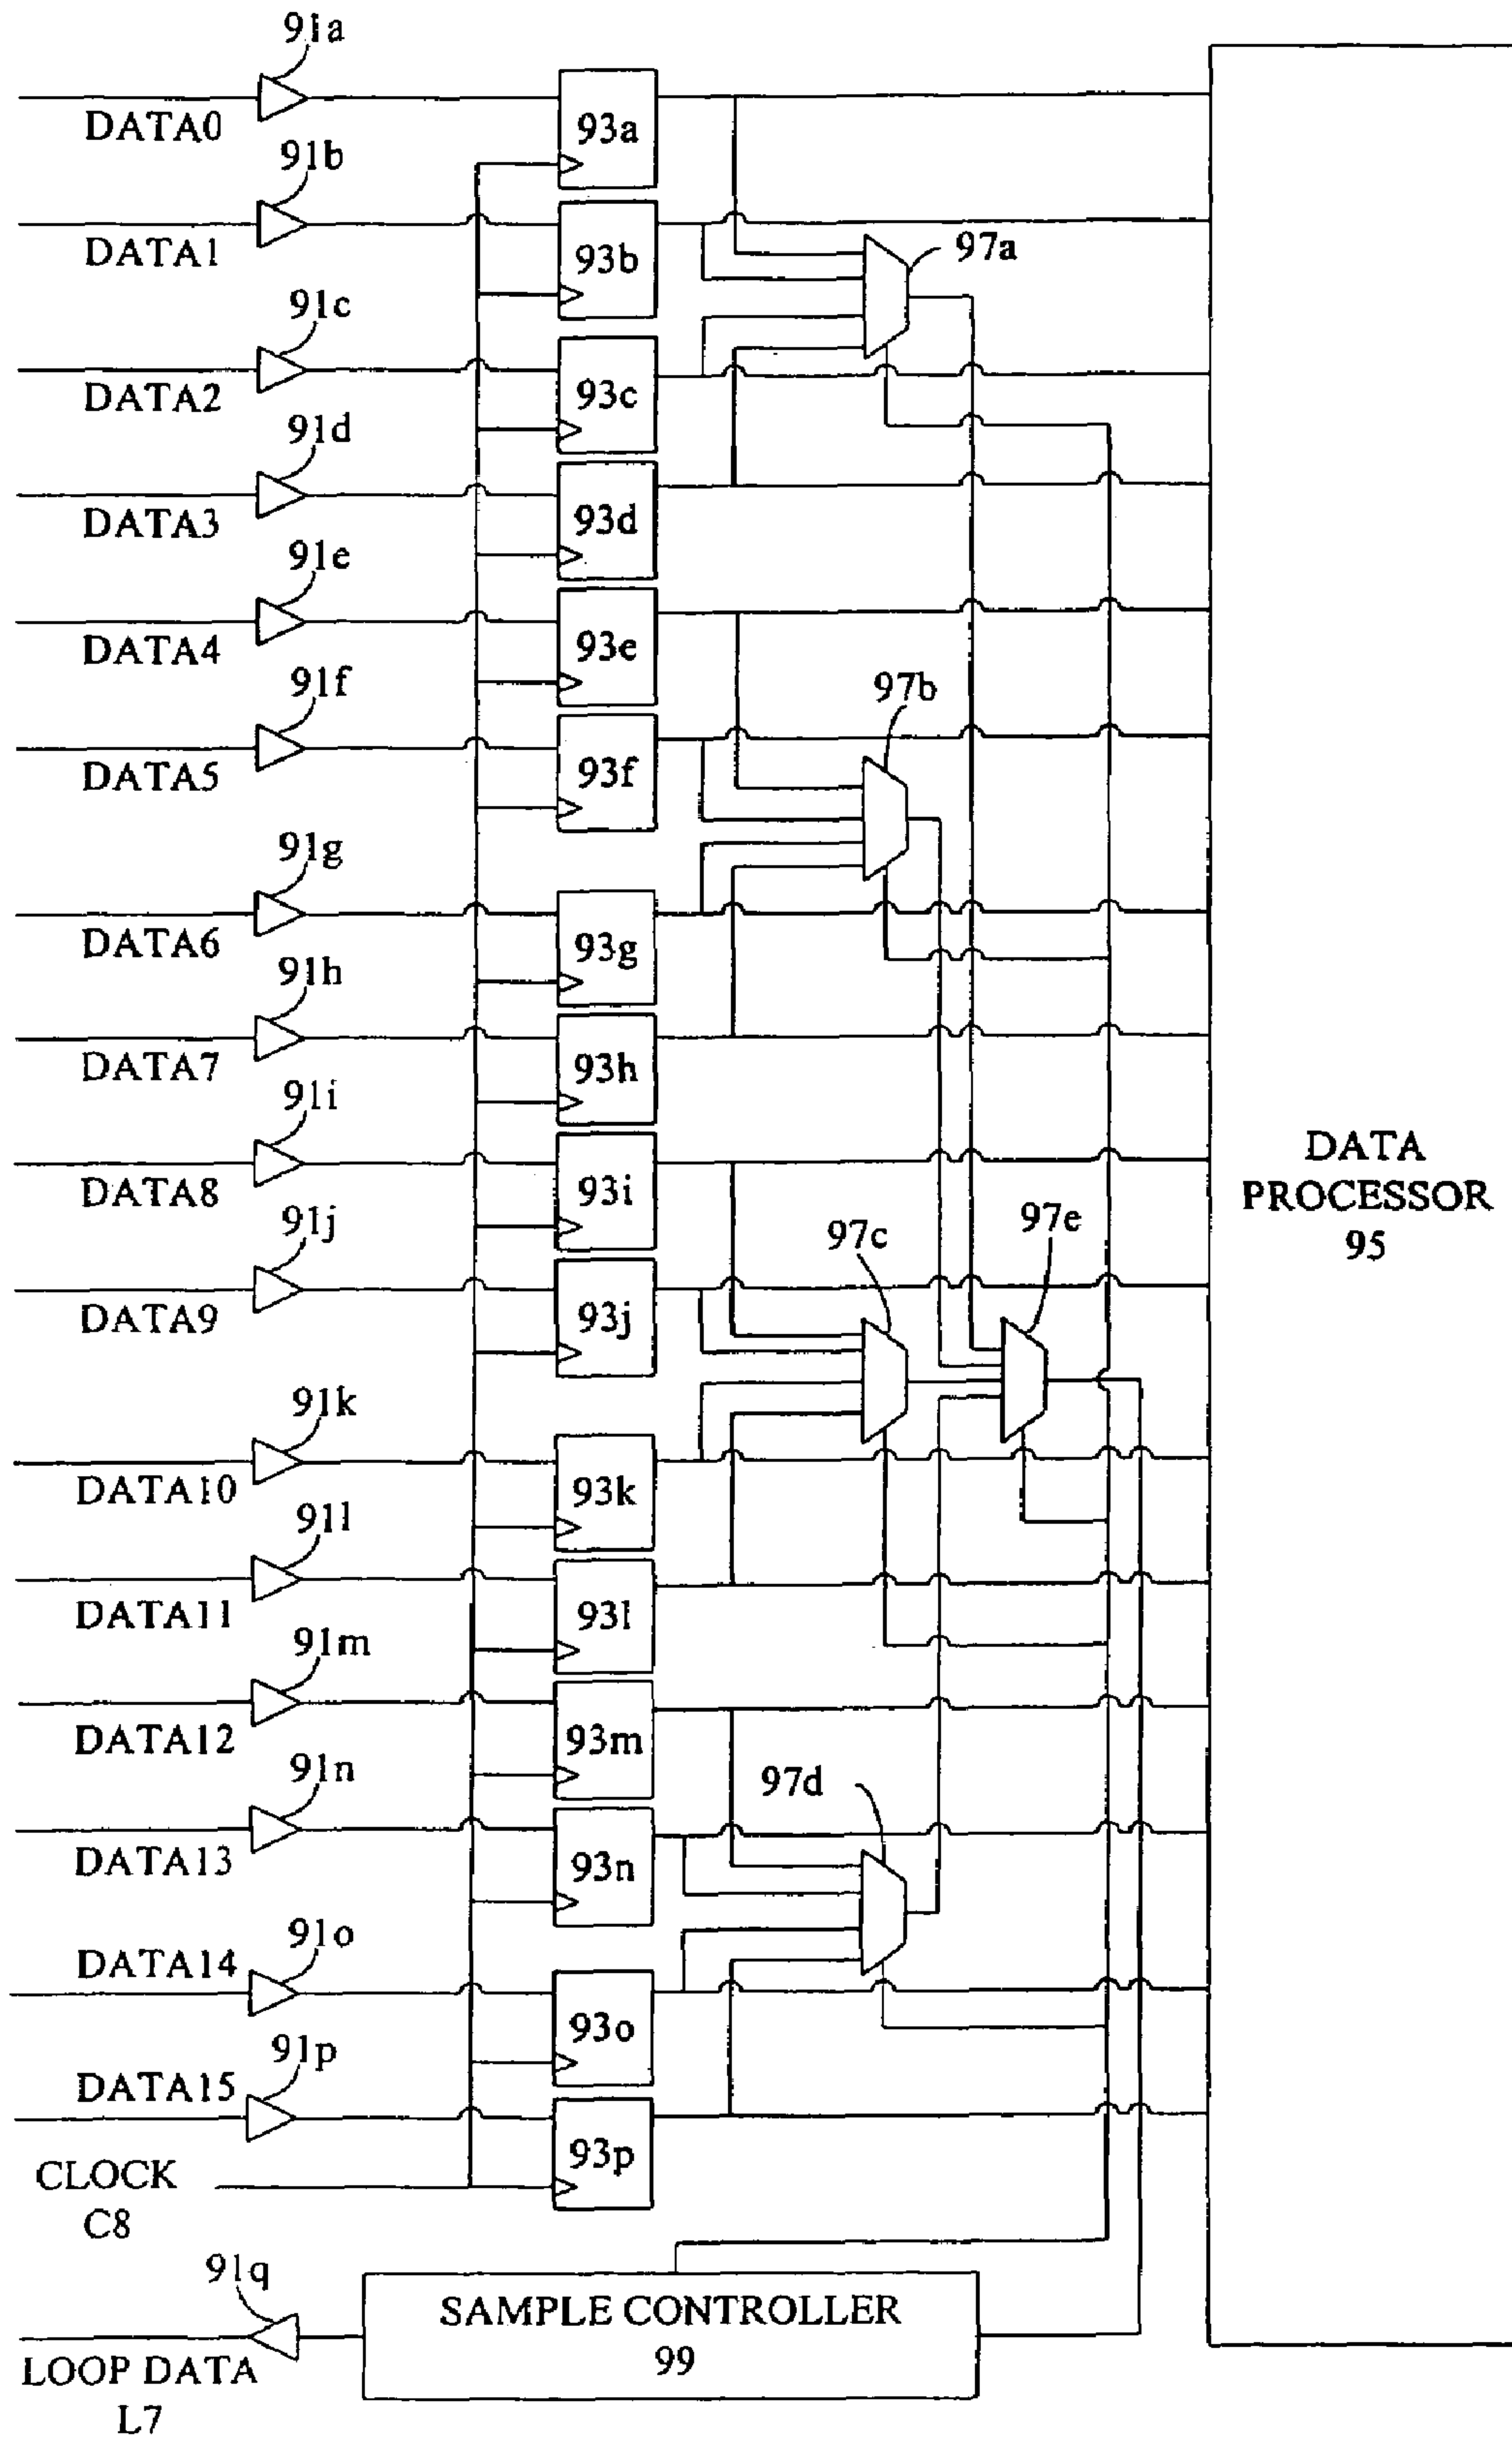 91a
DATA0
93a
91b
DATA1
93b
97a
91c
DATA2
93c
91d
DATA3
93d
91e
DATA4
93e
91f
97b
DATA5
93f
91g
DATA6
93g
91h
DATA7
93h
91i
DATA8
93i
DATA
PROCESSOR
95
91j
97c
97e
DATA9
93j
91k
DATA10
93k
91l
DATA11
93l
91m
DATA12
93m
91n
97d
DATA13
93n
91o
DATA14
93o
91p
DATA15
93p
CLOCK
C8
91q
SAMPLE CONTROLLER
99
LOOP DATA
L7